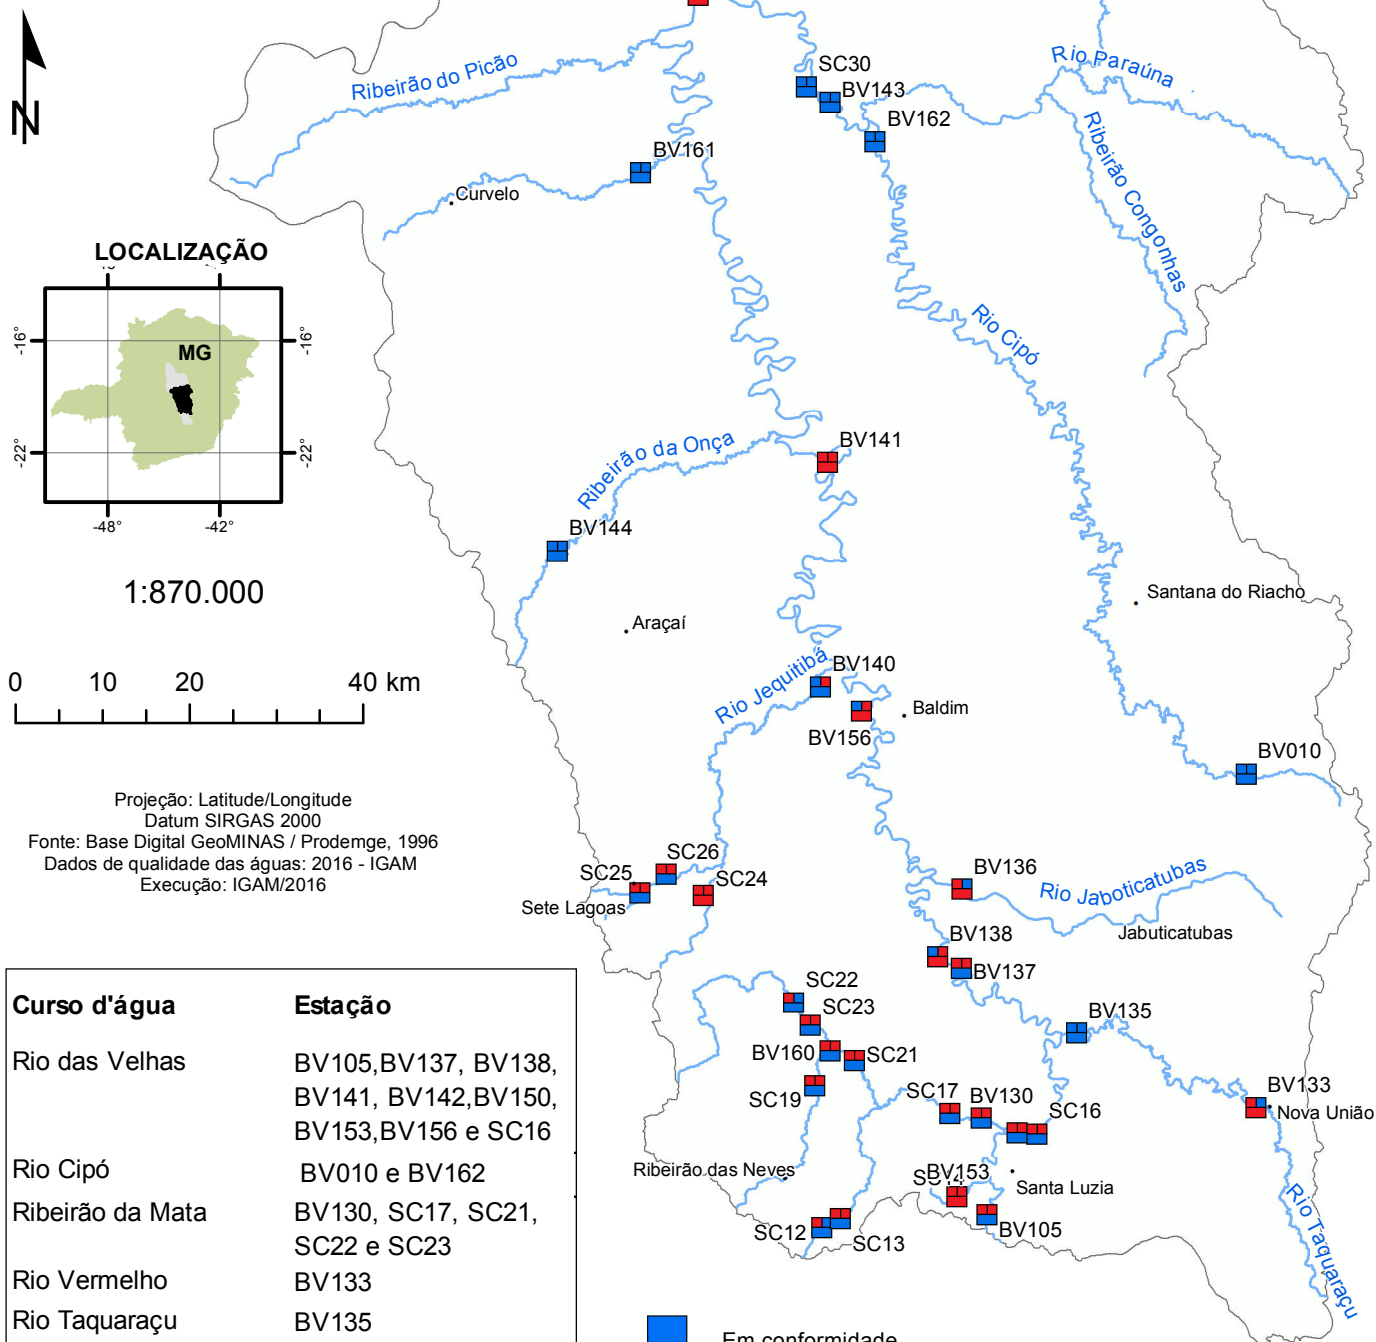 N
Ribeirão do Picão
SC30
BV143
BV162
Rio Paraúna
Ribeirão Congonhas
BV161
Curvelo
LOCALIZAÇÃO
-16°
MG
-16°
-22°
-22°
-48°
-42°
Rio Cipó
Ribeirão da Onça
BV141
BV144
1:870.000
Santana do Riacho
Araçaí
0 10 20 40 km
Rio Jequitibá
BV140
Baldim
BV156
BV010
Projeção: Latitude/Longitude
Datum SIRGAS 2000
Fonte: Base Digital GeoMINAS / Prodemge, 1996
Dados de qualidade das águas: 2016 - IGAM
Execução: IGAM/2016
SC26
SC25
SC24
Sete Lagoas
BV136
Rio Jaboticatubas
Jabuticatubas
BV138
BV137
SC22
SC23
BV135
BV160
SC21
SC19
SC17
BV130
SC16
BV133
Nova União
Ribeirão das Neves
BV153
Santa Luzia
SC12
SC13
BV105
Rio Taquaraçu
Curso d'água Estação
Rio das Velhas BV105,BV137, BV138,
BV141, BV142,BV150,
BV153,BV156 e SC16
Rio Cipó BV010 e BV162
Ribeirão da Mata BV130, SC17, SC21,
SC22 e SC23
Rio Vermelho BV133
Rio Taquaraçu BV135
Em conformidade